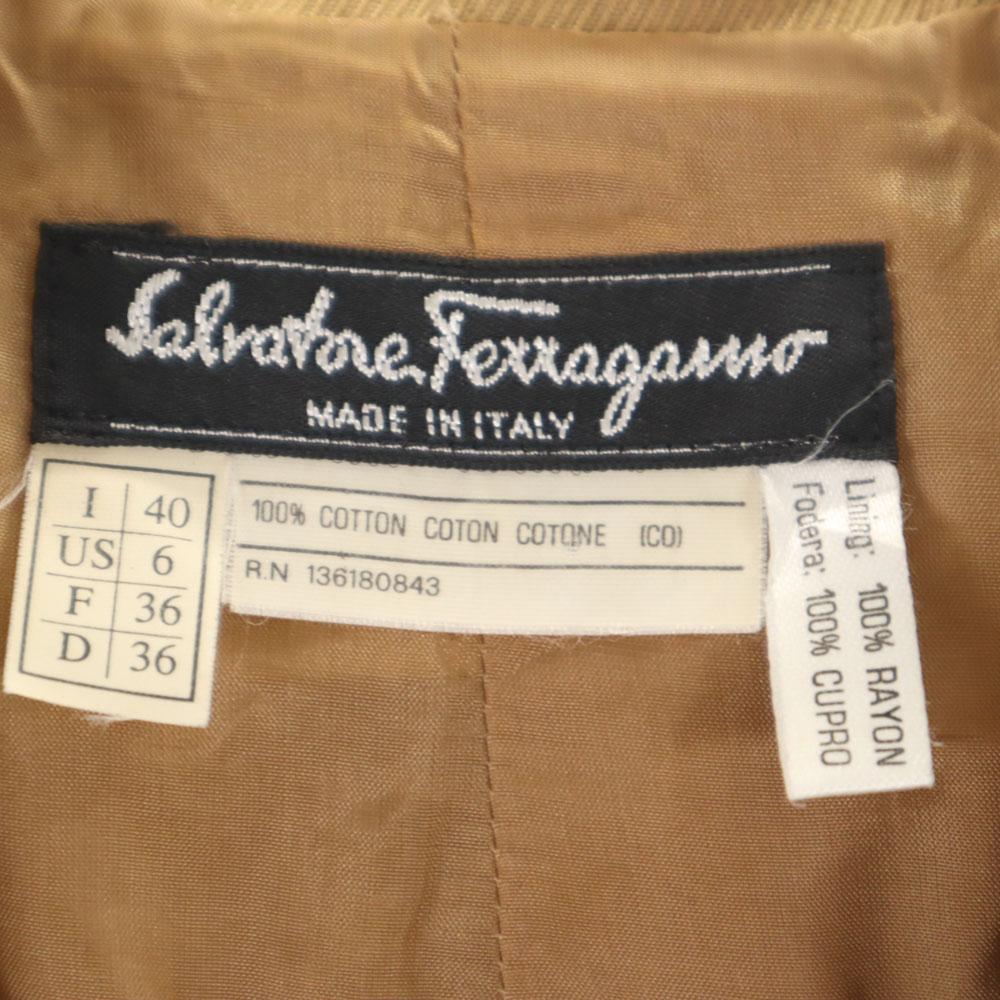 Salvatore Ferragamo
MADE IN ITALY
I 40
US 6
F 36
D 36
100% COTTON COTON COTONE (CO)
R.N 136180843
Lining: 100% RAYON
Fodera: 100% CUPRO